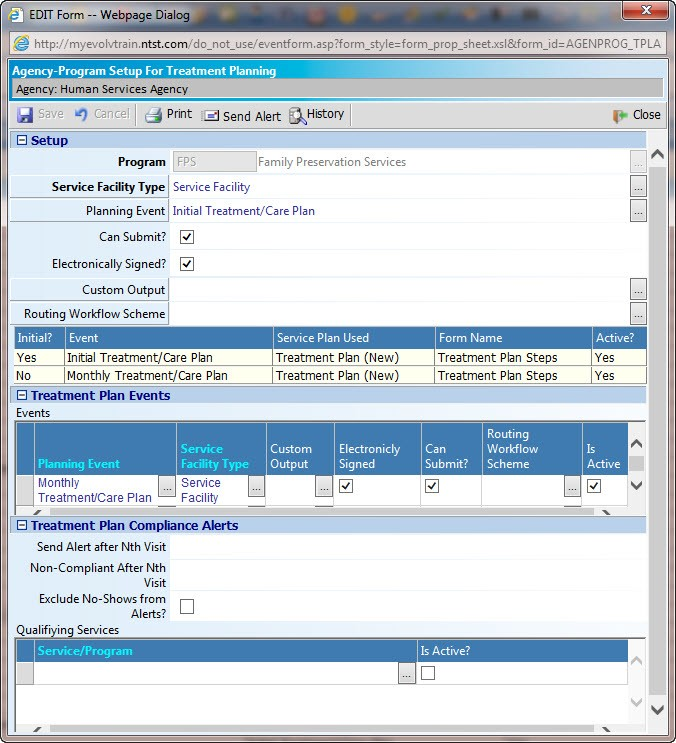 EDIT Form -- Webpage Dialog
http://myevolvtrain.ntst.com/do_not_use/eventform.asp?form_style=form_prop_sheet.xsl&form_id=AGENPROG_TPLA
Agency-Program Setup For Treatment Planning
Agency: Human Services Agency
Save Cancel Print Send Alert History Close
Setup
Program FPS Family Preservation Services ...
Service Facility Type Service Facility ...
Planning Event Initial Treatment/Care Plan ...
Can Submit?
Electronically Signed?
Custom Output ...
Routing Workflow Scheme ...
Initial? Event Service Plan Used Form Name Active?
Yes Initial Treatment/Care Plan Treatment Plan (New) Treatment Plan Steps Yes
No Monthly Treatment/Care Plan Treatment Plan (New) Treatment Plan Steps Yes
Treatment Plan Events
Events
Planning Event Service Facility Type Custom Output Electronicly Signed Can Submit? Routing Workflow Scheme Is Active
Monthly Treatment/Care Plan ... Service Facility ... ... ...
Treatment Plan Compliance Alerts
Send Alert after Nth Visit
Non-Compliant After Nth
Visit
Exclude No-Shows from
Alerts?
Qualifiying Services
Service/Program Is Active?
...